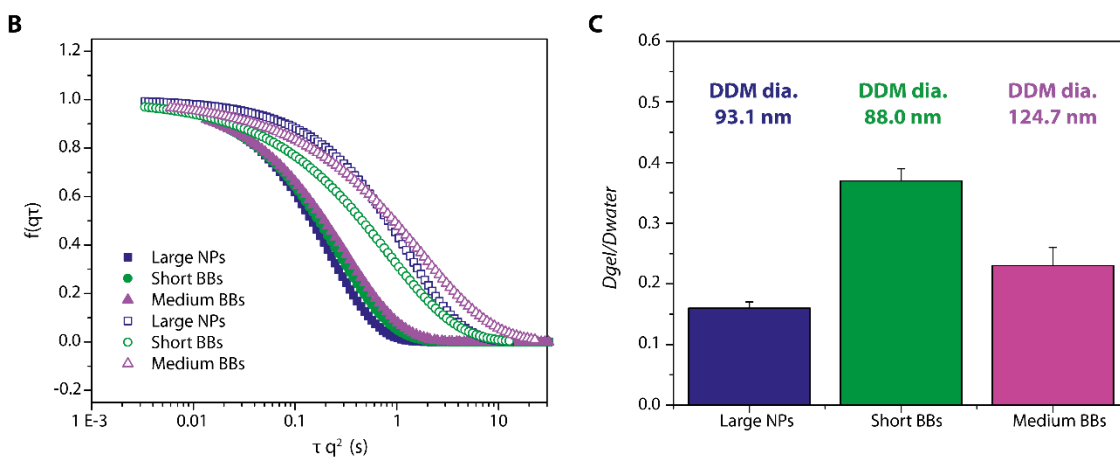 B
1.2
1.0
0.8
0.6
0.4
0.2
0.0
-0.2
f(qτ)
Large NPs
Short BBs
Medium BBs
Large NPs
Short BBs
Medium BBs
1 E-3
0.01
0.1
1
10
τ q² (s)
C
0.6
0.5
0.4
0.3
0.2
0.1
0.0
Dgel/Dwater
DDM dia.
93.1 nm
DDM dia.
88.0 nm
DDM dia.
124.7 nm
Large NPs
Short BBs
Medium BBs